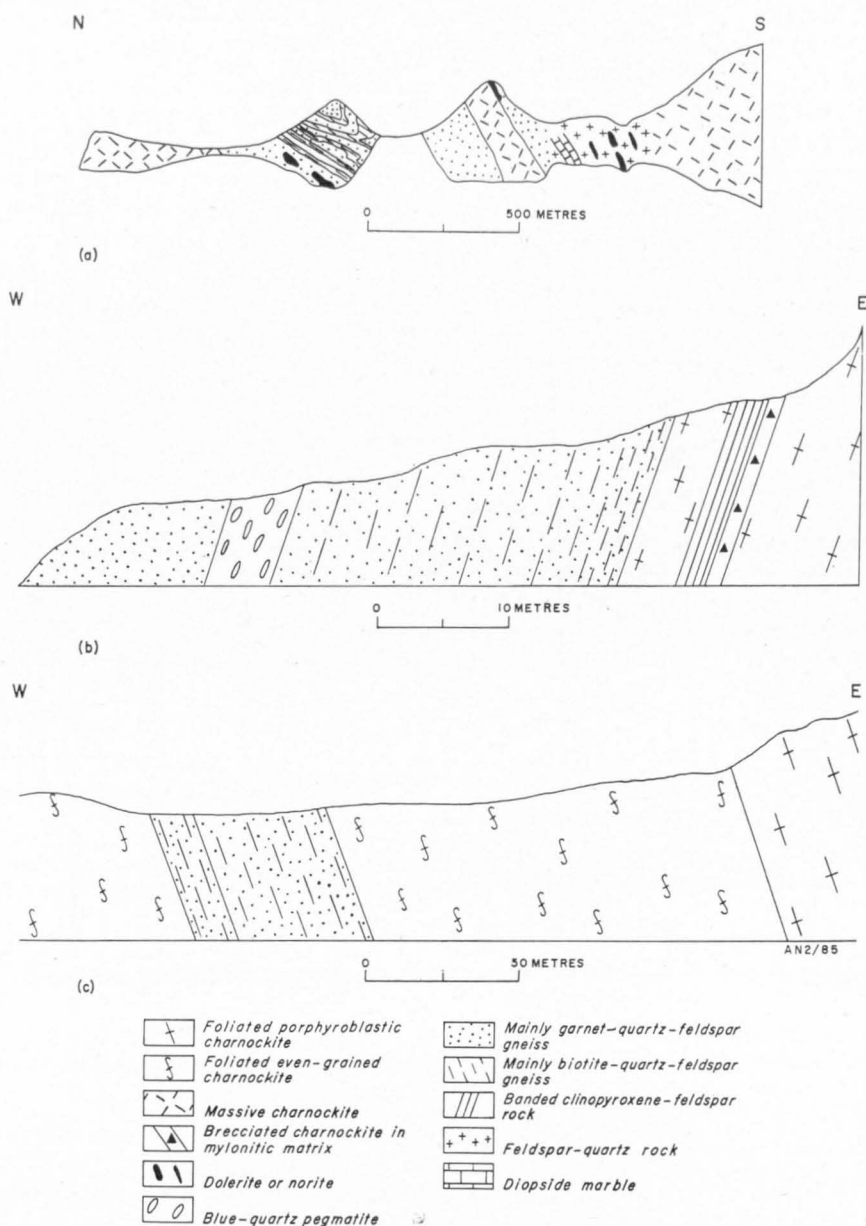 N S
0 500 METRES
(a)
W E
0 10 METRES
(b)
W E
AN2/85
0 50 METRES
(c)
Foliated porphyroblastic
charnockite
Foliated even-grained
charnockite
Massive charnockite
Brecciated charnockite in
mylonitic matrix
Dolerite or norite
Blue-quartz pegmatite
Mainly garnet-quartz-feldspar
gneiss
Mainly biotite-quartz-feldspar
gneiss
Banded clinopyroxene-feldspar
rock
Feldspar-quartz rock
Diopside marble